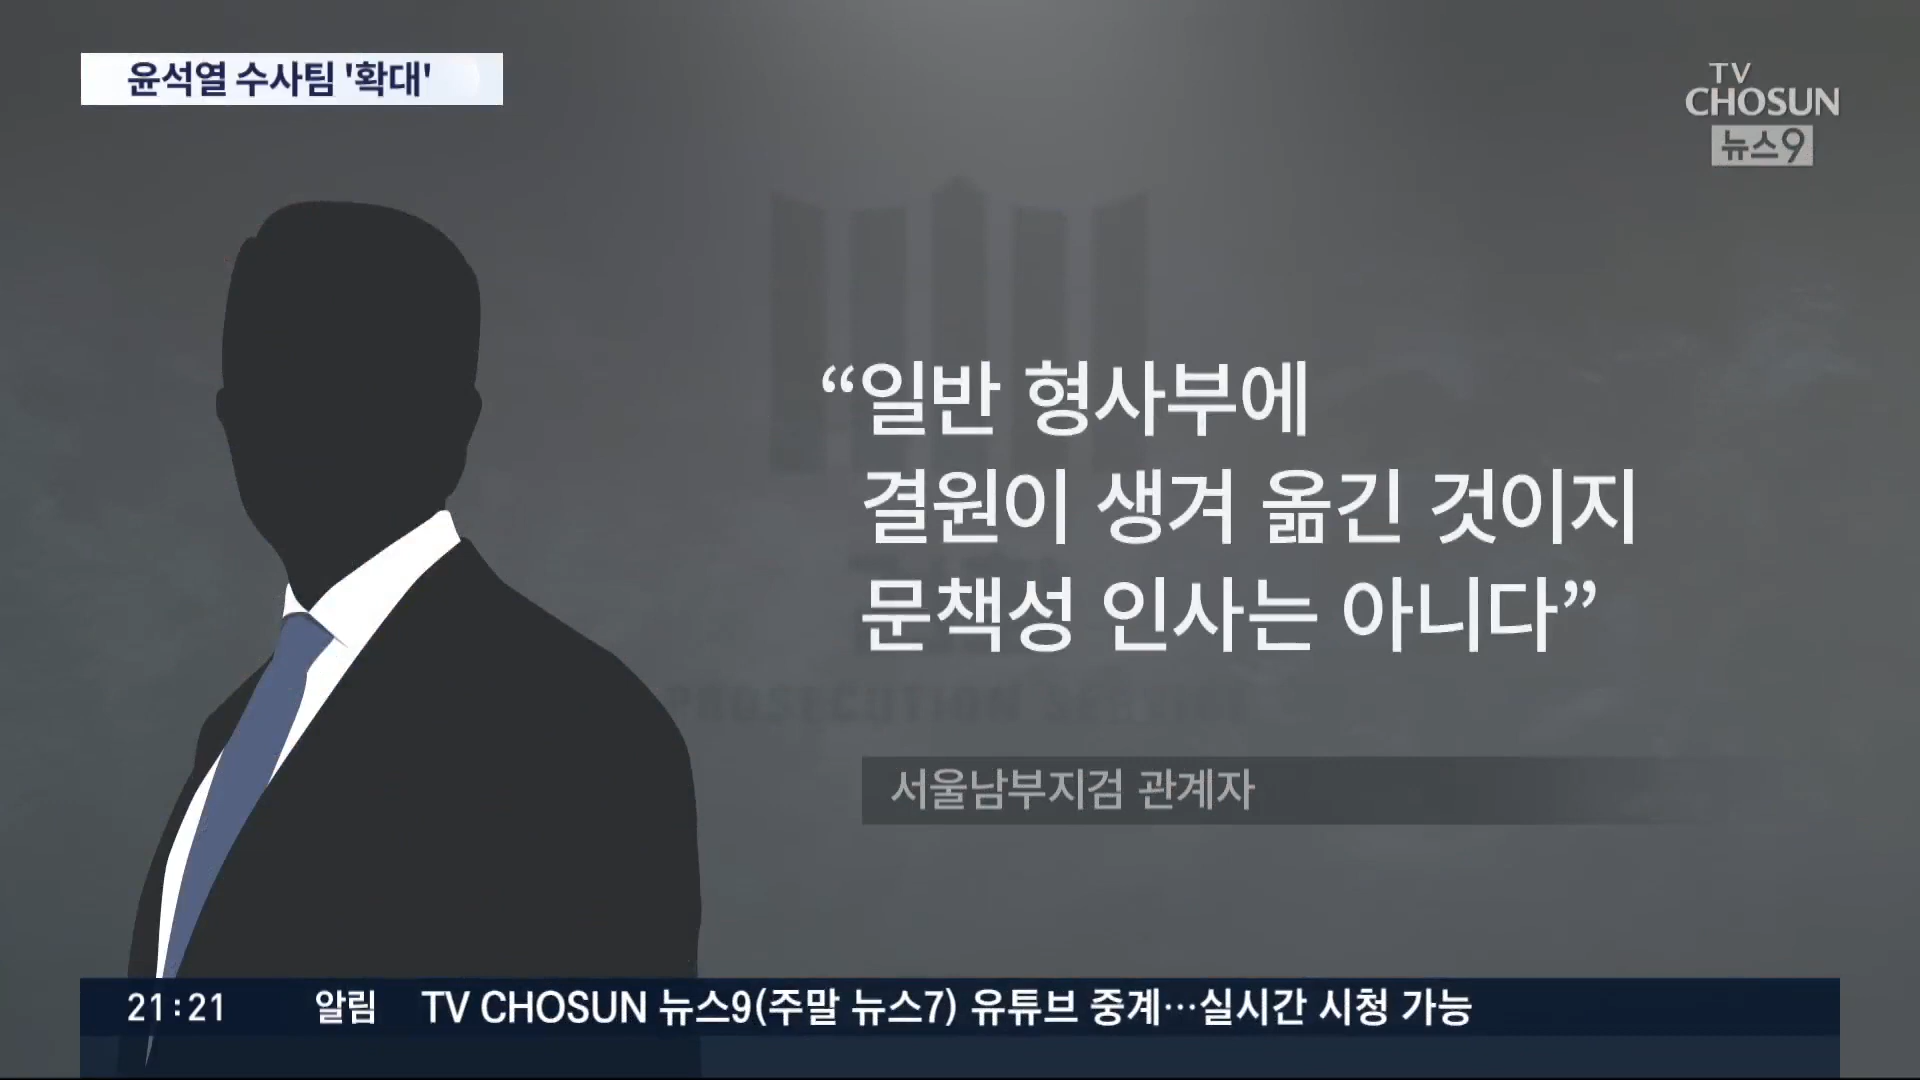 윤석열 수사팀 '확대'
TV
CHOSUN
뉴스9
“일반 형사부에
결원이 생겨 옮긴 것이지
문책성 인사는 아니다”
PROSECUTION SERVICE
서울남부지검 관계자
21:21 알림 TV CHOSUN 뉴스9(주말 뉴스7) 유튜브 중계…실시간 시청 가능